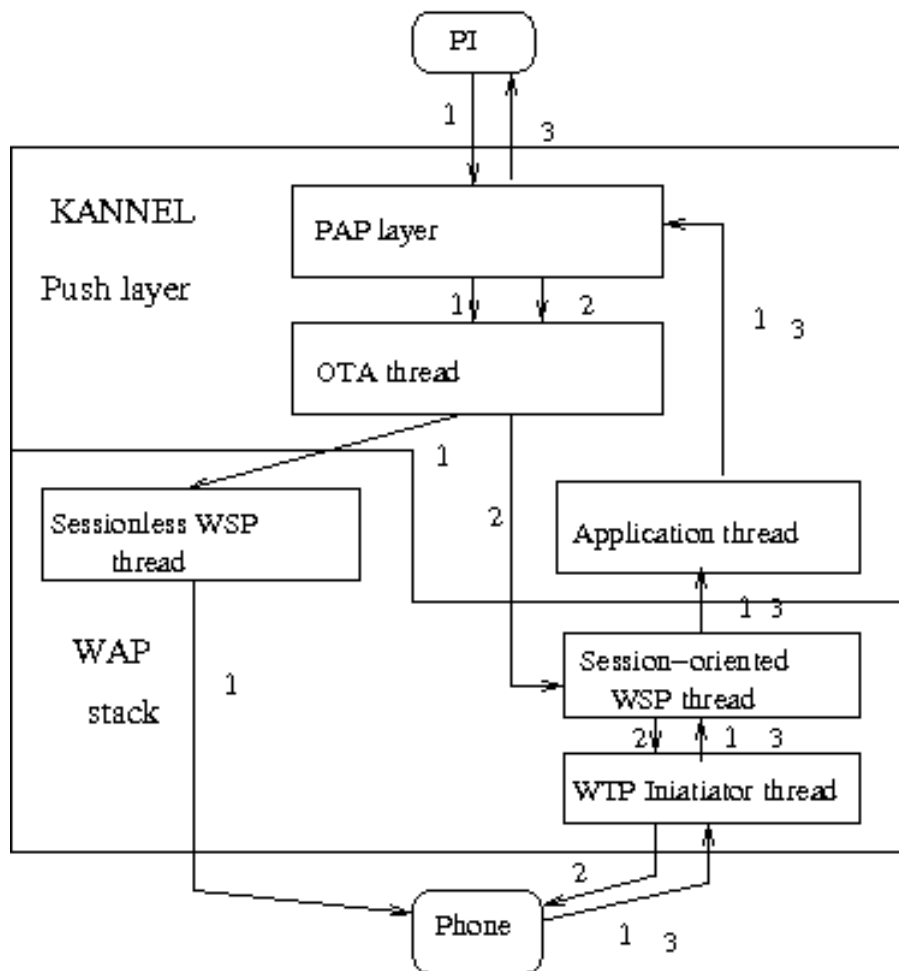 PI
1
3
KANNEL
Push layer
PAP layer
1
2
1
3
OTA thread
1
2
Sessionless WSP
thread
Application thread
1
3
WAP
stack
1
Session-oriented
WSP thread
2
1
3
WTP Iniatiator thread
2
Phone
1
3